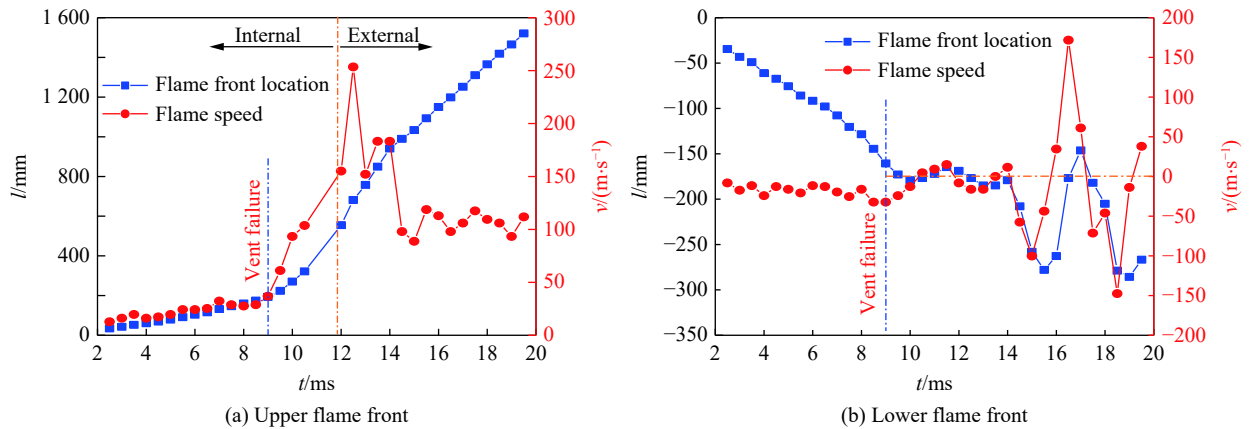 1 600
1 200
800
400
0
l/mm
Internal
External
Flame front location
Flame speed
Vent failure
300
250
200
150
100
50
0
v/(m·s⁻¹)
2 4 6 8 10 12 14 16 18 20
t/ms
(a) Upper flame front
0
−50
−100
−150
−200
−250
−300
−350
l/mm
Flame front location
Flame speed
Vent failure
200
150
100
50
0
−50
−100
−150
−200
v/(m·s⁻¹)
2 4 6 8 10 12 14 16 18 20
t/ms
(b) Lower flame front